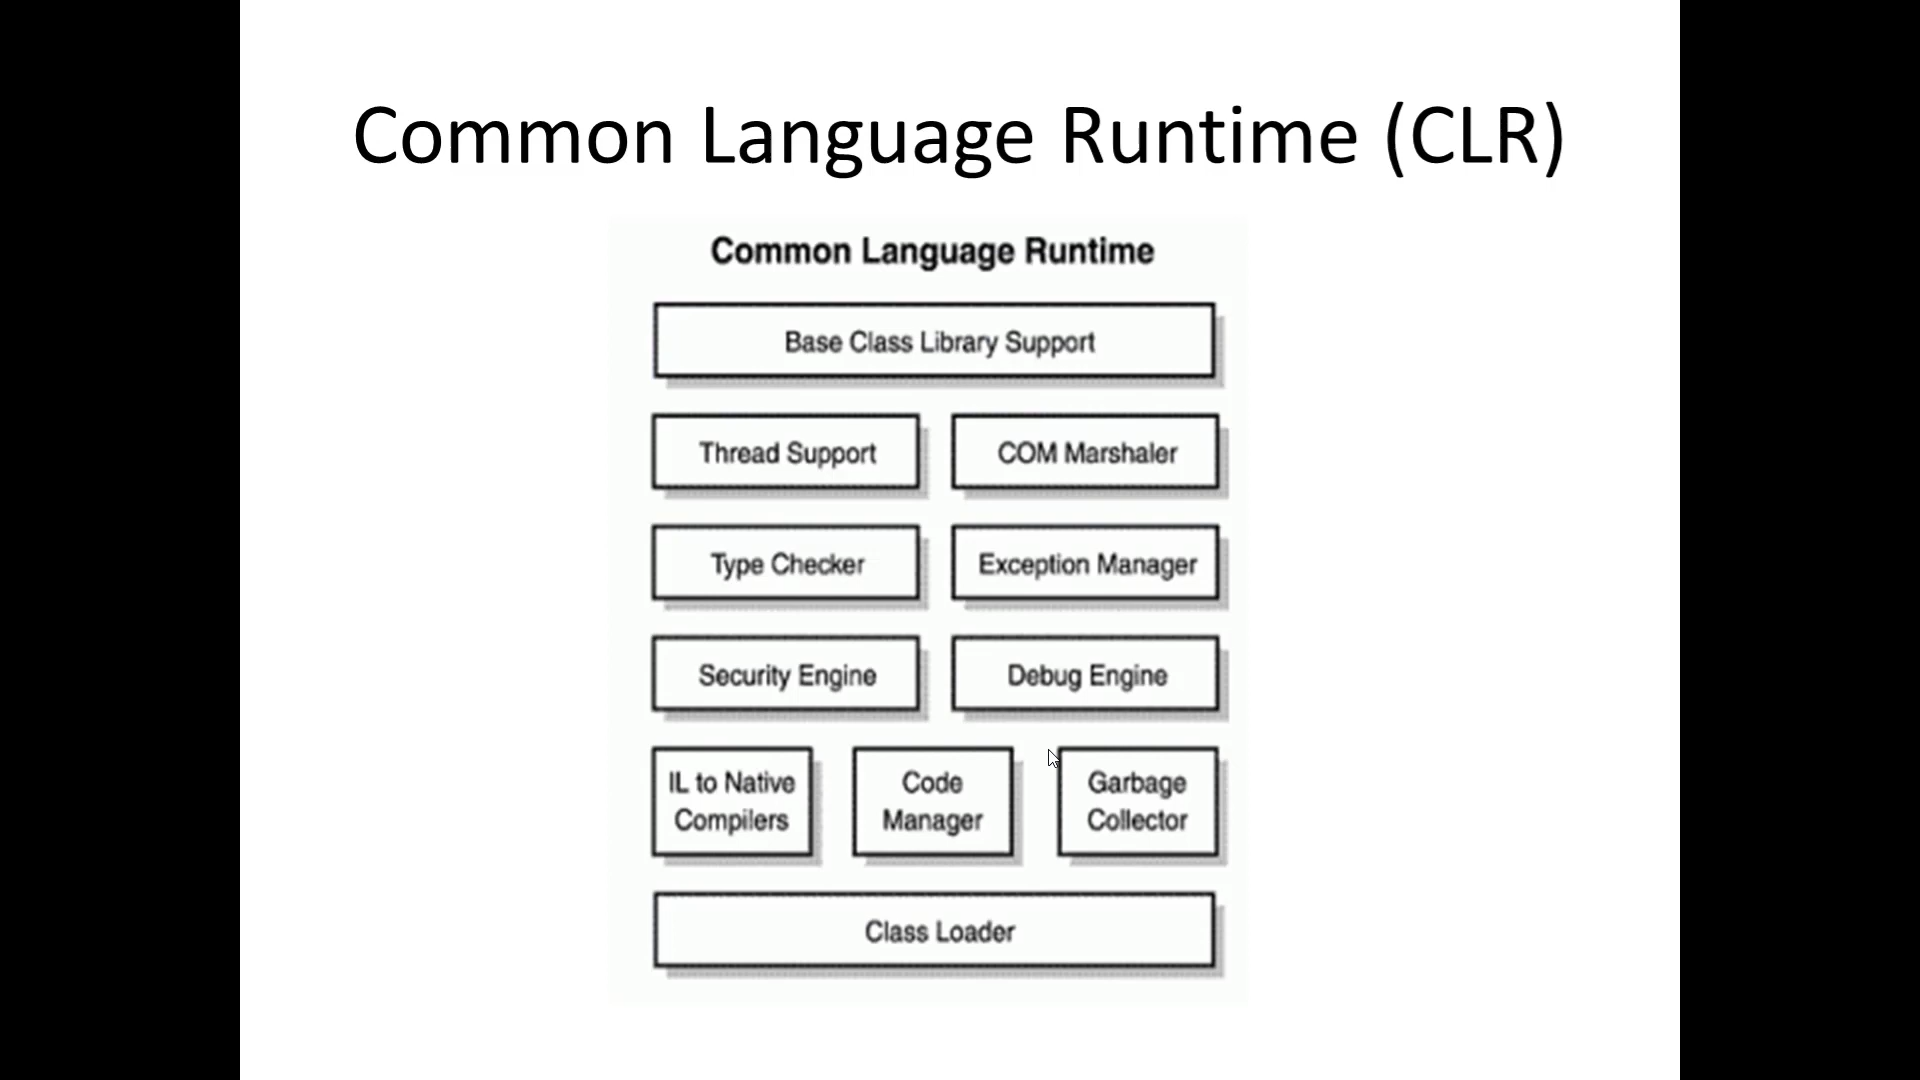 Common Language Runtime (CLR)
Common Language Runtime
Base Class Library Support
Thread Support
COM Marshaler
Type Checker
Exception Manager
Security Engine
Debug Engine
IL to Native
Compilers
Code
Manager
Garbage
Collector
Class Loader